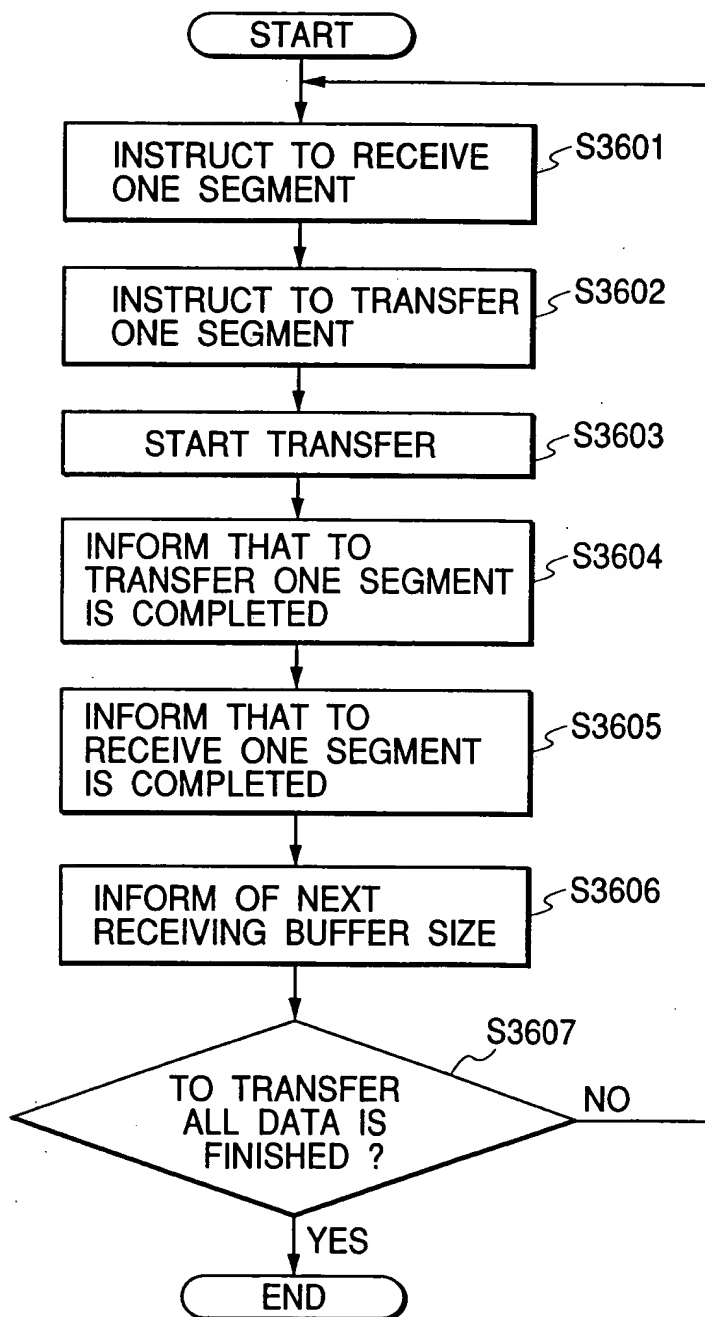 START
INSTRUCT TO RECEIVE
ONE SEGMENT
S3601
INSTRUCT TO TRANSFER
ONE SEGMENT
S3602
START TRANSFER
S3603
INFORM THAT TO
TRANSFER ONE SEGMENT
IS COMPLETED
S3604
INFORM THAT TO
RECEIVE ONE SEGMENT
IS COMPLETED
S3605
INFORM OF NEXT
RECEIVING BUFFER SIZE
S3606
S3607
TO TRANSFER
ALL DATA IS
FINISHED ?
NO
YES
END